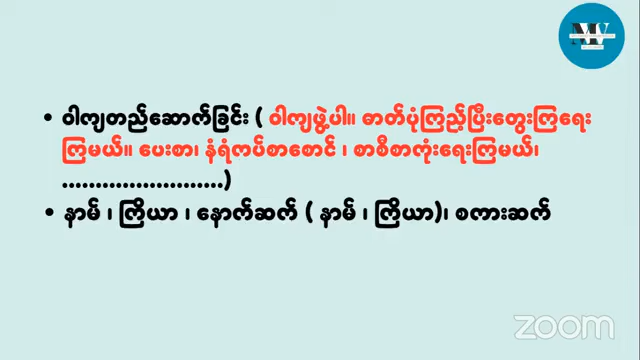 • ဝါကျတည်ဆောက်ခြင်း ( ဝါကျဖွဲ့ပါ။ ဓာတ်ပုံကြည့်ပြီးတွေးကြရေး
ကြမယ်။ ပေးစာ၊ နံရံကပ်စာစောင် ၊ စာစီစာကုံးရေးကြမယ်၊
.........................)
• နာမ် ၊ ကြိယာ ၊ နောက်ဆက် ( နာမ် ၊ ကြိယာ)၊ စကားဆက်
zoom